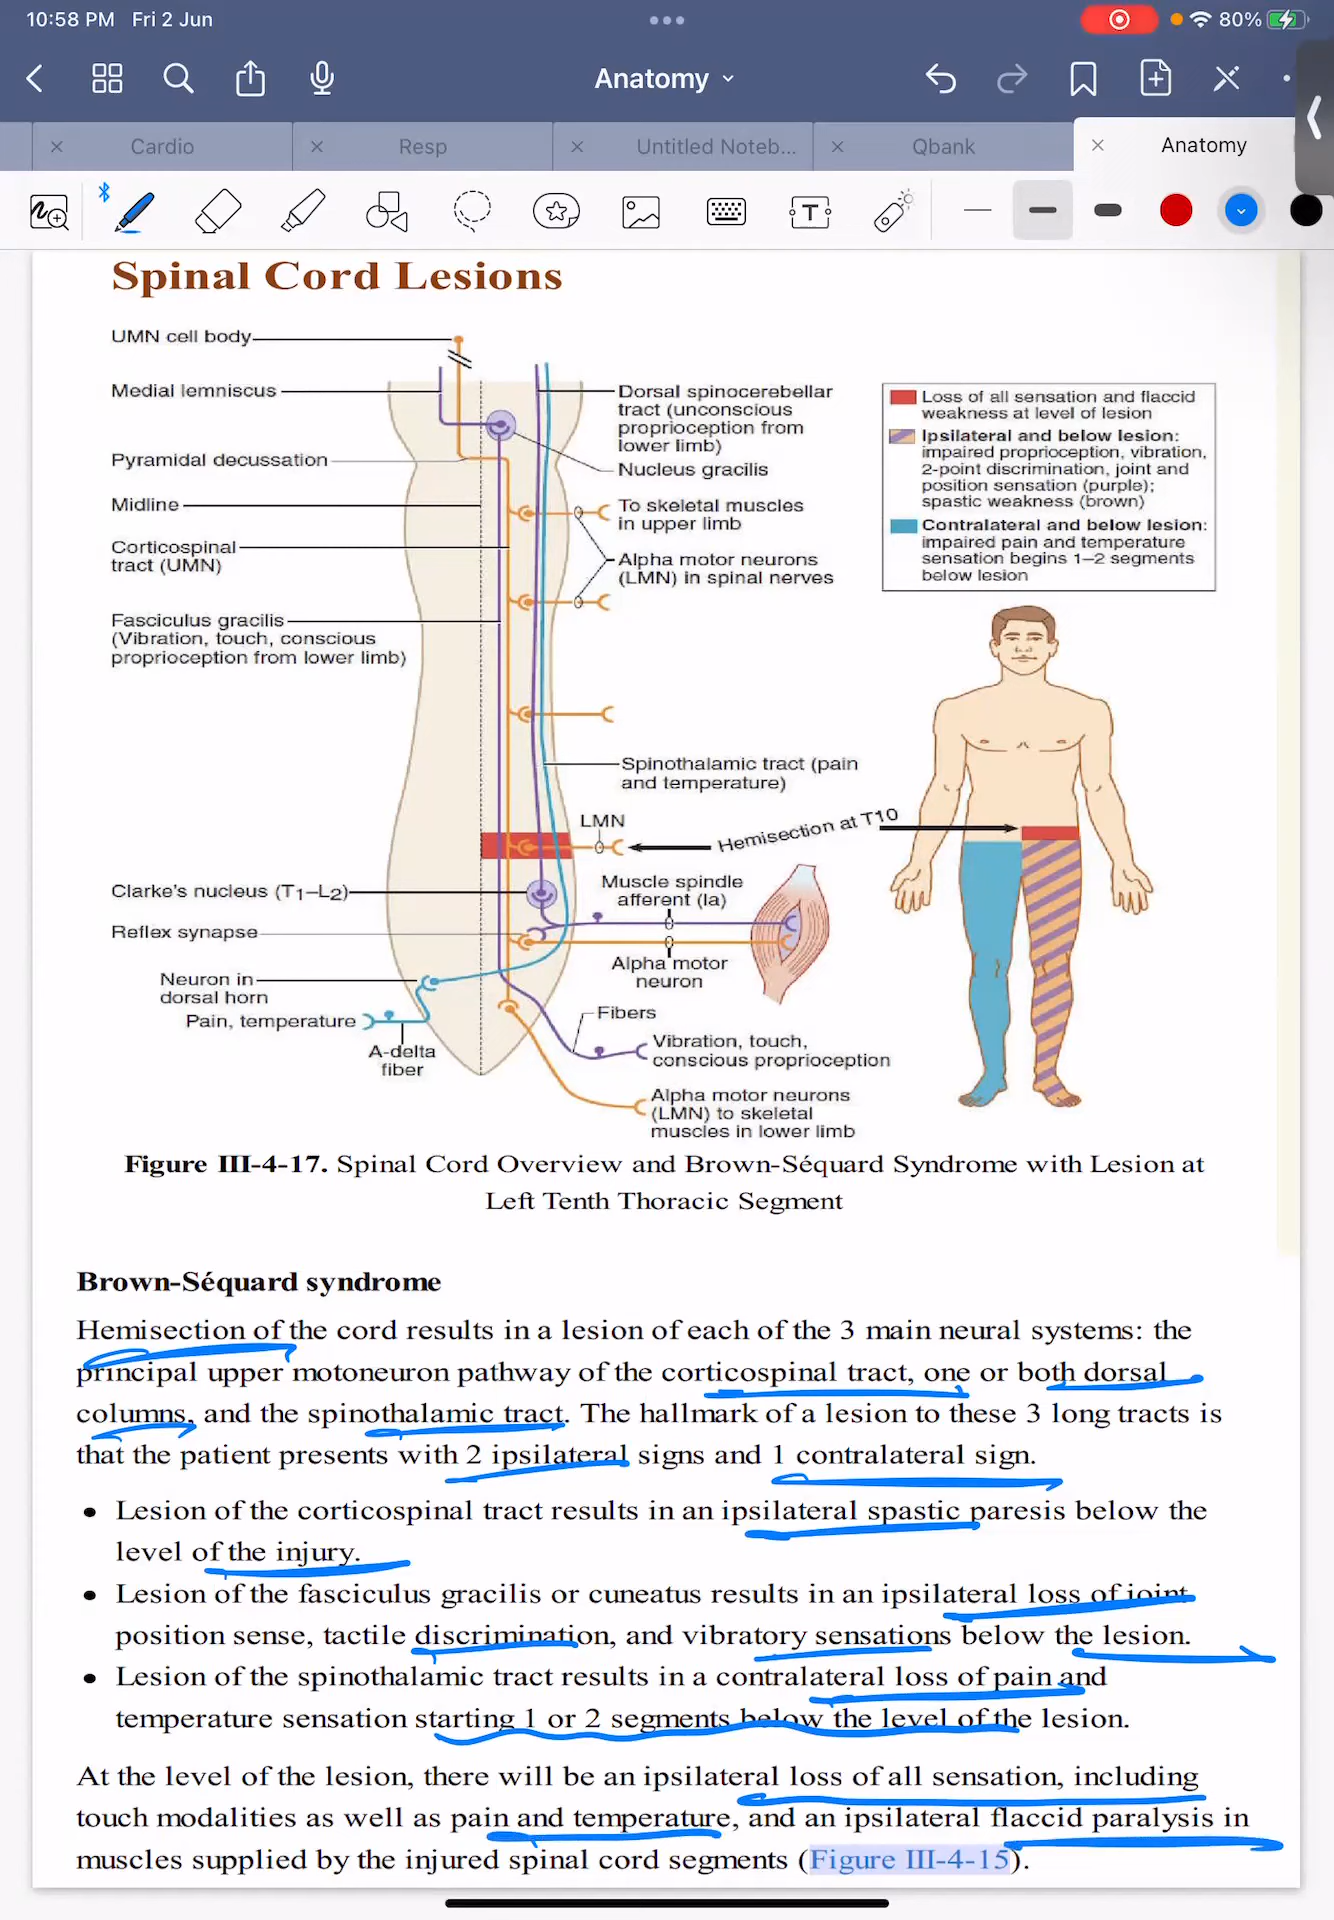 10:58 PM Fri 2 Jun
80%
Anatomy
Cardio
Resp
Untitled Noteb...
Qbank
Anatomy
T
Spinal Cord Lesions
UMN cell body
Medial lemniscus
Pyramidal decussation
Midline
Corticospinal
tract (UMN)
Fasciculus gracilis
(Vibration, touch, conscious
proprioception from lower limb)
Dorsal spinocerebellar
tract (unconscious
proprioception from
lower limb)
Nucleus gracilis
To skeletal muscles
in upper limb
Alpha motor neurons
(LMN) in spinal nerves
Loss of all sensation and flaccid
weakness at level of lesion
Ipsilateral and below lesion:
impaired proprioception, vibration,
2-point discrimination, joint and
position sensation (purple);
spastic weakness (brown)
Contralateral and below lesion:
impaired pain and temperature
sensation begins 1–2 segments
below lesion
Spinothalamic tract (pain
and temperature)
LMN
Hemisection at T10
Clarke's nucleus (T1–L2)
Muscle spindle
afferent (Ia)
Reflex synapse
Alpha motor
neuron
Neuron in
dorsal horn
Pain, temperature
A-delta
fiber
Fibers
Vibration, touch,
conscious proprioception
Alpha motor neurons
(LMN) to skeletal
muscles in lower limb
Figure III-4-17. Spinal Cord Overview and Brown-Séquard Syndrome with Lesion at
Left Tenth Thoracic Segment
Brown-Séquard syndrome
Hemisection of the cord results in a lesion of each of the 3 main neural systems: the
principal upper motoneuron pathway of the corticospinal tract, one or both dorsal
columns, and the spinothalamic tract. The hallmark of a lesion to these 3 long tracts is
that the patient presents with 2 ipsilateral signs and 1 contralateral sign.
• Lesion of the corticospinal tract results in an ipsilateral spastic paresis below the
level of the injury.
• Lesion of the fasciculus gracilis or cuneatus results in an ipsilateral loss of joint
position sense, tactile discrimination, and vibratory sensations below the lesion.
• Lesion of the spinothalamic tract results in a contralateral loss of pain and
temperature sensation starting 1 or 2 segments below the level of the lesion.
At the level of the lesion, there will be an ipsilateral loss of all sensation, including
touch modalities as well as pain and temperature, and an ipsilateral flaccid paralysis in
muscles supplied by the injured spinal cord segments (Figure III-4-15).